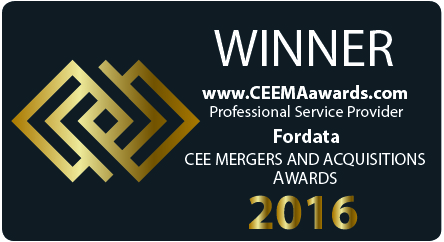 WINNER
www.CEEMAawards.com
Professional Service Provider
Fordata
CEE MERGERS AND ACQUISITIONS
AWARDS
2016